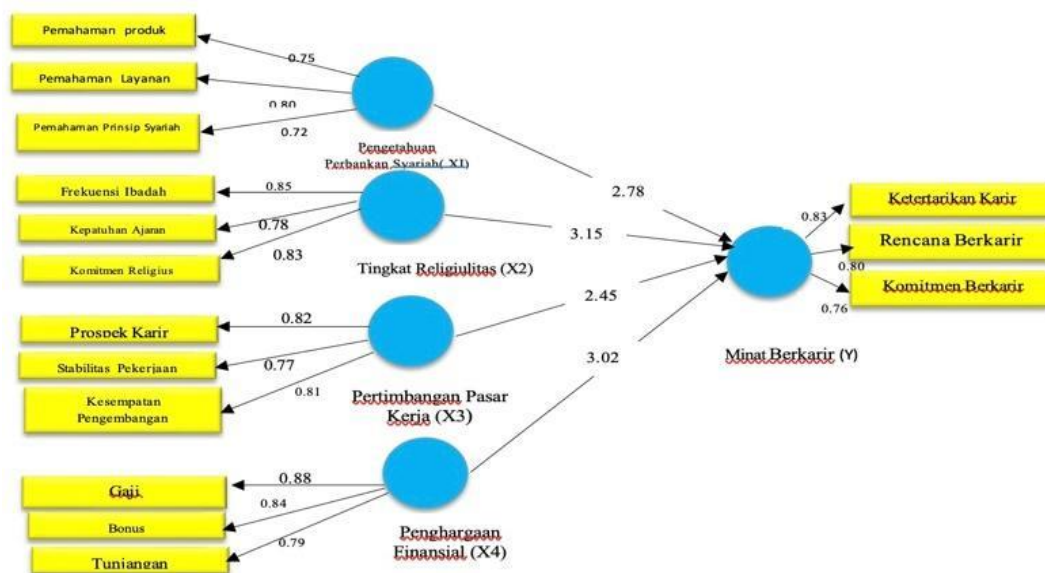 Pemahaman produk
0.75
Pemahaman Layanan
0.80
Pemahaman Prinsip Syariah
0.72
Pengetahuan
Perbankan Syariah( XI)
2.78
Frekuensi Ibadah
0.85
Kepatuhan Ajaran
0.78
Komitmen Religius
0.83
Tingkat Religiulitas (X2)
3.15
Ketertarikan Karir
0.83
Rencana Berkarir
0.80
Komitmen Berkarir
0.76
Minat Berkarir (Y)
Prospek Karir
0.82
Stabilitas Pekerjaan
0.77
Kesempatan
Pengembangan
0.81
Pertimbangan Pasar
Kerja (X3)
2.45
Gaji
0.88
Bonus
0.84
Tunjangan
0.79
Penghargaan
Finansial (X4)
3.02